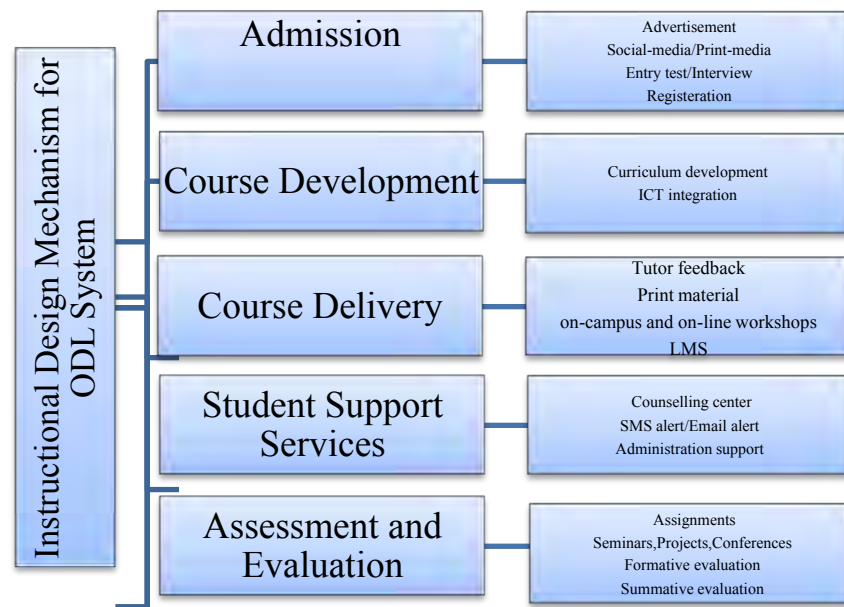 Instructional Design Mechanism for
ODL System
Admission
Advertisement
Social-media/Print-media
Entry test/Interview
Registeration
Course Development
Curriculum development
ICT integration
Course Delivery
Tutor feedback
Print material
on-campus and on-line workshops
LMS
Student Support
Services
Counselling center
SMS alert/Email alert
Administration support
Assessment and
Evaluation
Assignments
Seminars,Projects,Conferences
Formative evaluation
Summative evaluation